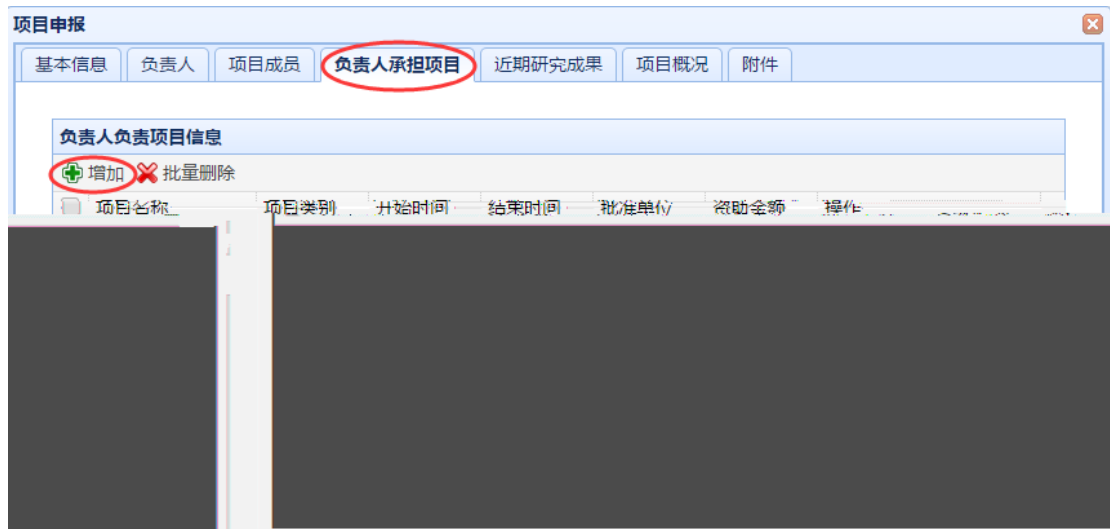 项目申报
基本信息 负责人 项目成员 负责人承担项目 近期研究成果 项目概况 附件
负责人负责项目信息
增加 批量删除
项目名称 项目类别 开始时间 结束时间 批准单位 资助金额 操作